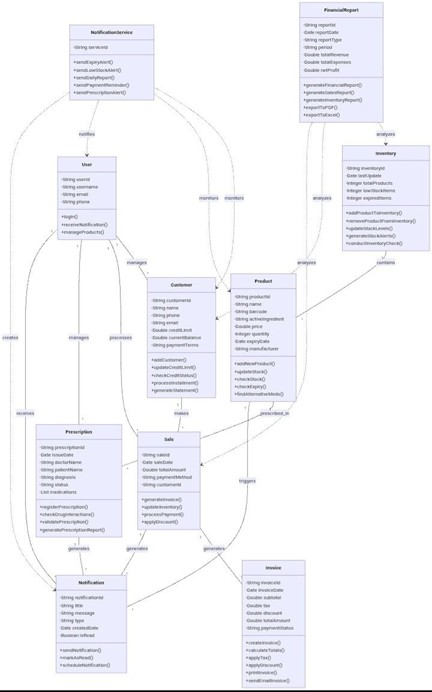 FinancialReport
-String reportId
-Date reportDate
-String reportType
-String period
-Double totalRevenue
-Double totalExpenses
-Double netProfit
+generateFinancialReport()
+generateSalesReport()
+generateInventoryReport()
+exportToPDF()
+exportToExcel()
NotificationService
-String serviceId
+sendExpiryAlert()
+sendLowStockAlert()
+sendDailyReport()
+sendPaymentReminder()
+sendPrescriptionAlert()
notifies
analyzes
Inventory
-String inventoryId
-Date lastUpdate
-Integer totalProducts
-Integer lowStockItems
-Integer expiredItems
+addProductToInventory()
+removeProductFromInventory()
+updateStockLevels()
+generateStockAlerts()
+conductInventoryCheck()
User
-String userId
-String username
-String email
-String phone
+login()
+receiveNotification()
+manageProducts()
monitors
monitors
analyzes
manages
analyzes
contains
Customer
-String customerId
-String name
-String phone
-String email
-Double creditLimit
-Double currentBalance
-String paymentTerms
+addCustomer()
+updateCreditLimit()
+checkCreditStatus()
+processInstallment()
+generateStatement()
Product
-String productId
-String name
-String barcode
-String activeIngredient
-Double price
-Integer quantity
-Date expiryDate
-String manufacturer
+addNewProduct()
+updateStock()
+checkStock()
+checkExpiry()
+findAlternativeMeds()
creates
manages
processes
receives
makes
prescribed_in
Prescription
-String prescriptionId
-Date issueDate
-String doctorName
-String patientName
-String diagnosis
-String status
-List medications
+registerPrescription()
+checkDrugInteractions()
+validatePrescription()
+generatePrescriptionReport()
Sale
-String saleId
-Date saleDate
-Double totalAmount
-String paymentMethod
-String customerId
+generateInvoice()
+updateInventory()
+processPayment()
+applyDiscount()
triggers
generates
generates
generates
Notification
-String notificationId
-String title
-String message
-String type
-Date createdDate
-Boolean isRead
+sendNotification()
+markAsRead()
+scheduleNotification()
Invoice
-String invoiceId
-Date invoiceDate
-Double subtotal
-Double tax
-Double discount
-Double totalAmount
-String paymentStatus
+createInvoice()
+calculateTotals()
+applyTax()
+applyDiscount()
+printInvoice()
+sendEmailInvoice()